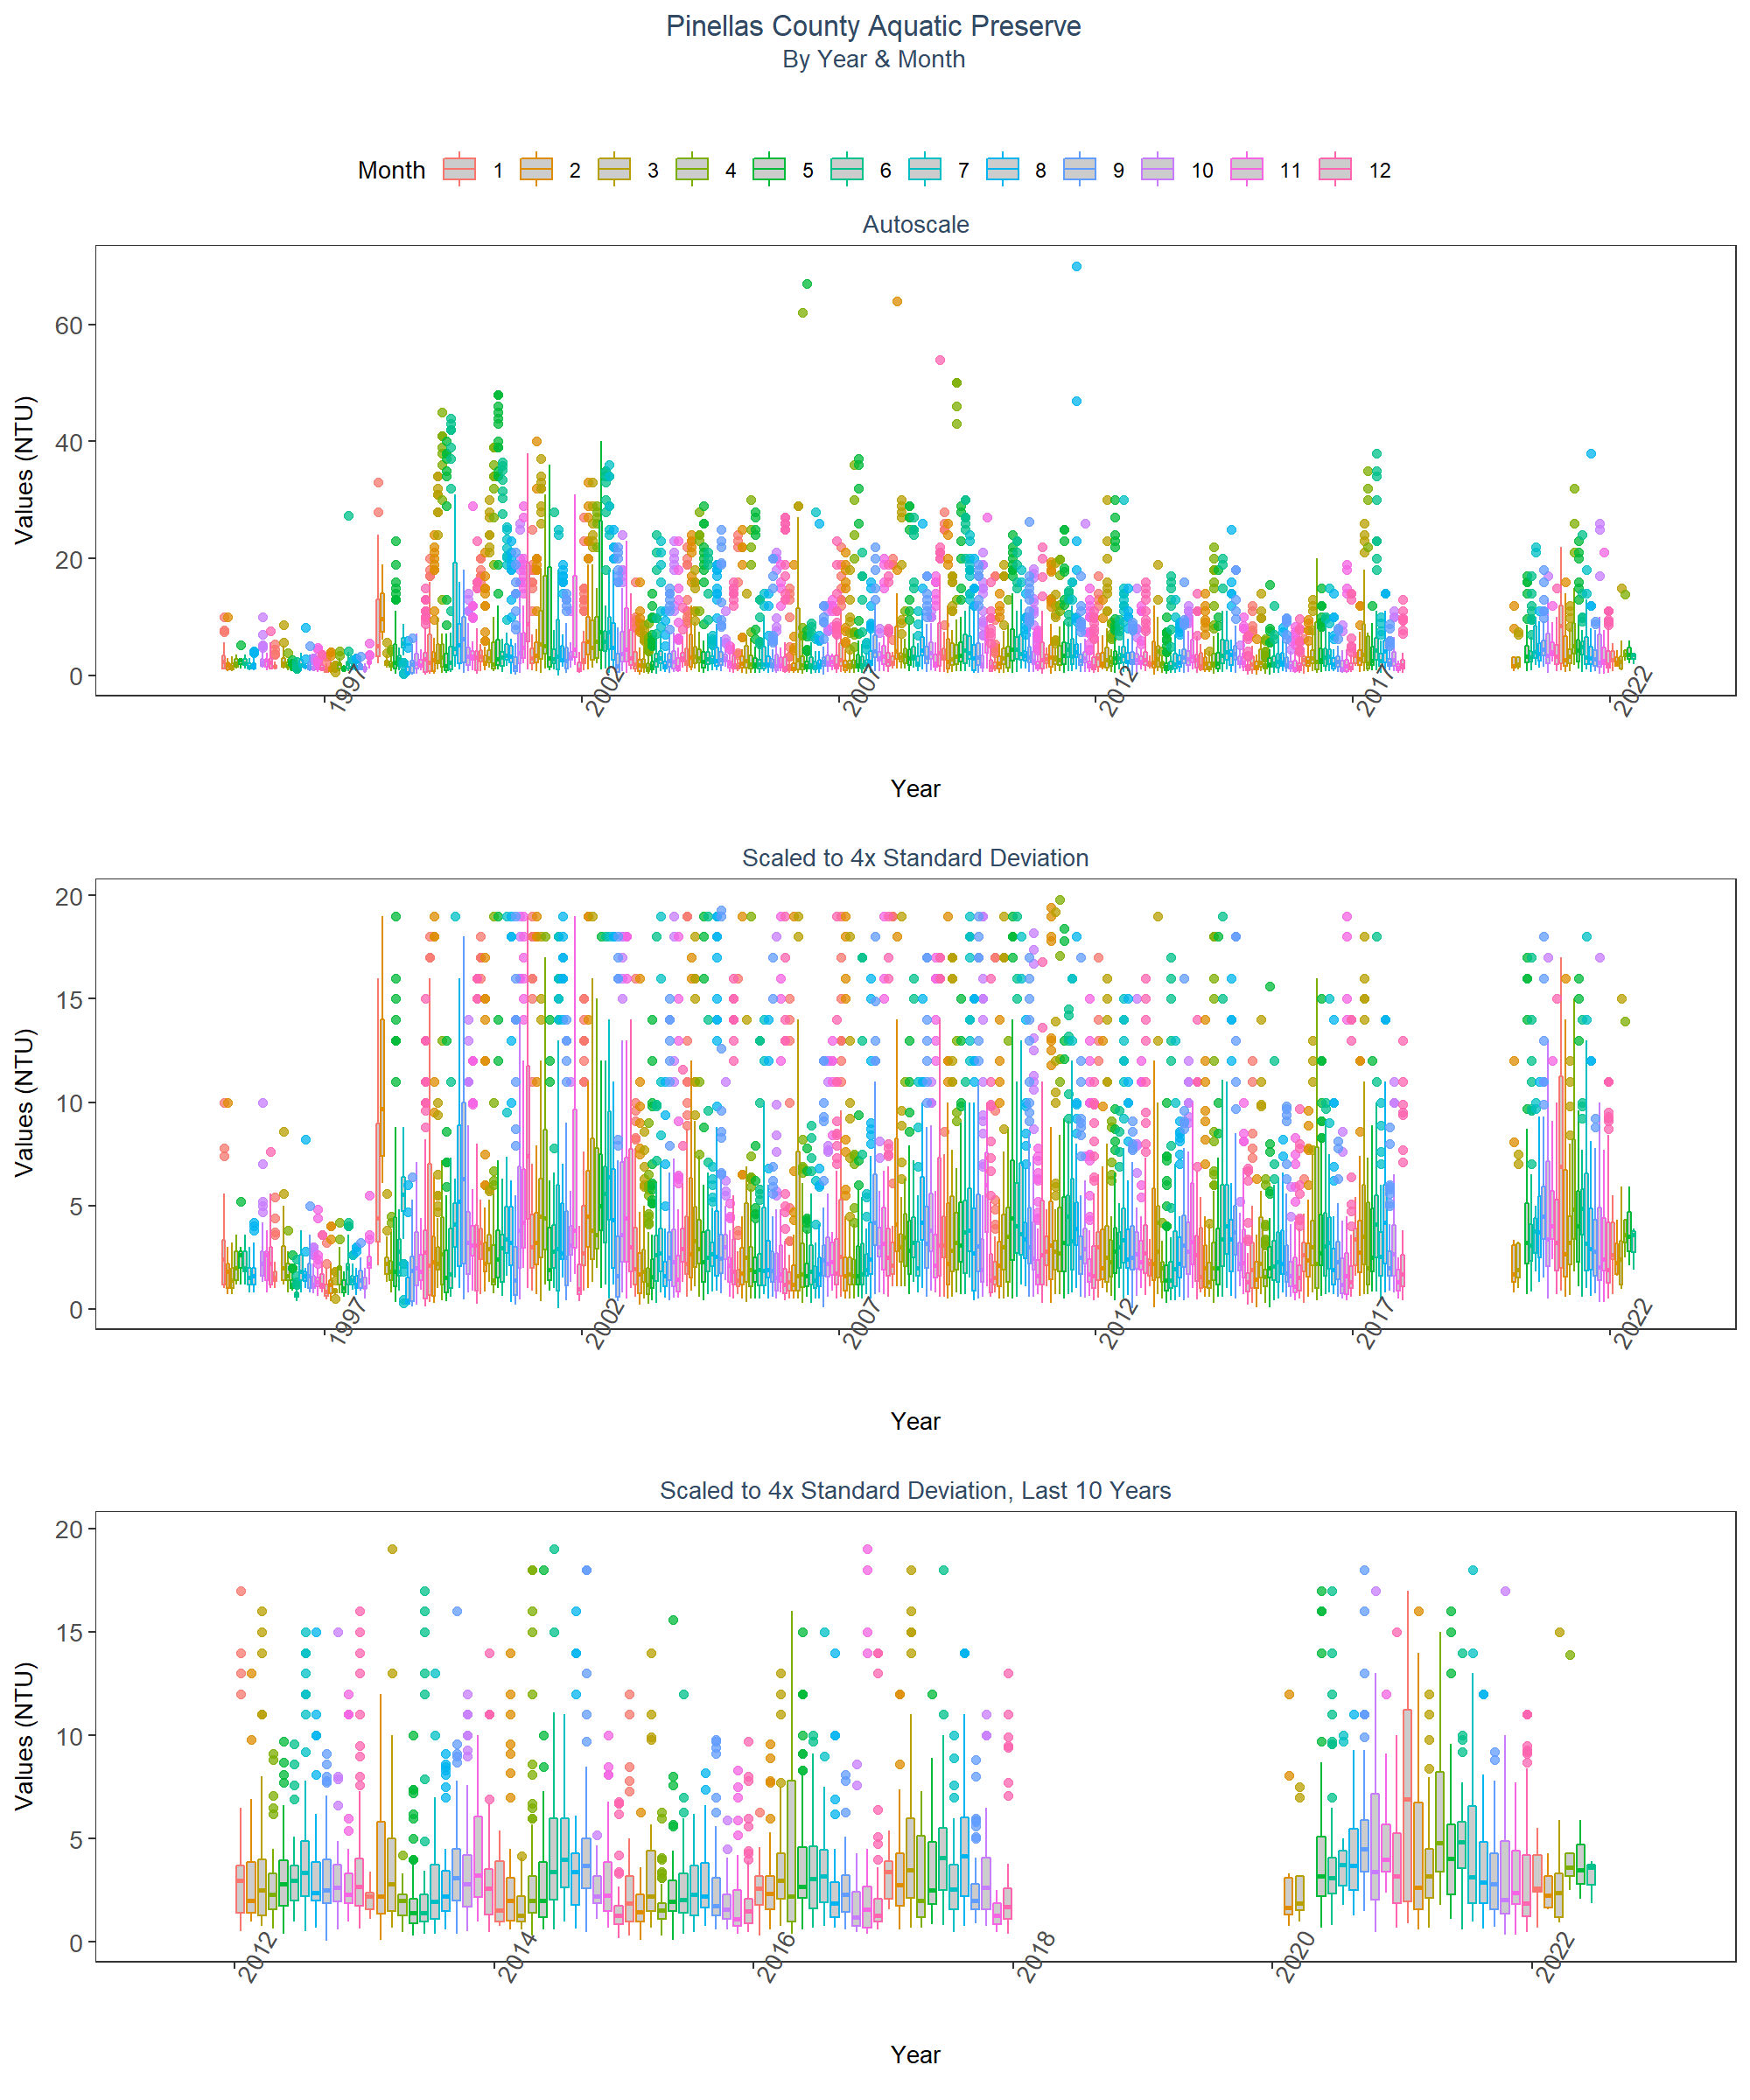 Pinellas County Aquatic Preserve
By Year & Month
Month 1 2 3 4 5 6 7 8 9 10 11 12
Autoscale
Values (NTU)
60
40
20
0
1997 2002 2007 2012 2017 2022
Year
Scaled to 4x Standard Deviation
Values (NTU)
20
15
10
5
0
1997 2002 2007 2012 2017 2022
Year
Scaled to 4x Standard Deviation, Last 10 Years
Values (NTU)
20
15
10
5
0
2012 2014 2016 2018 2020 2022
Year